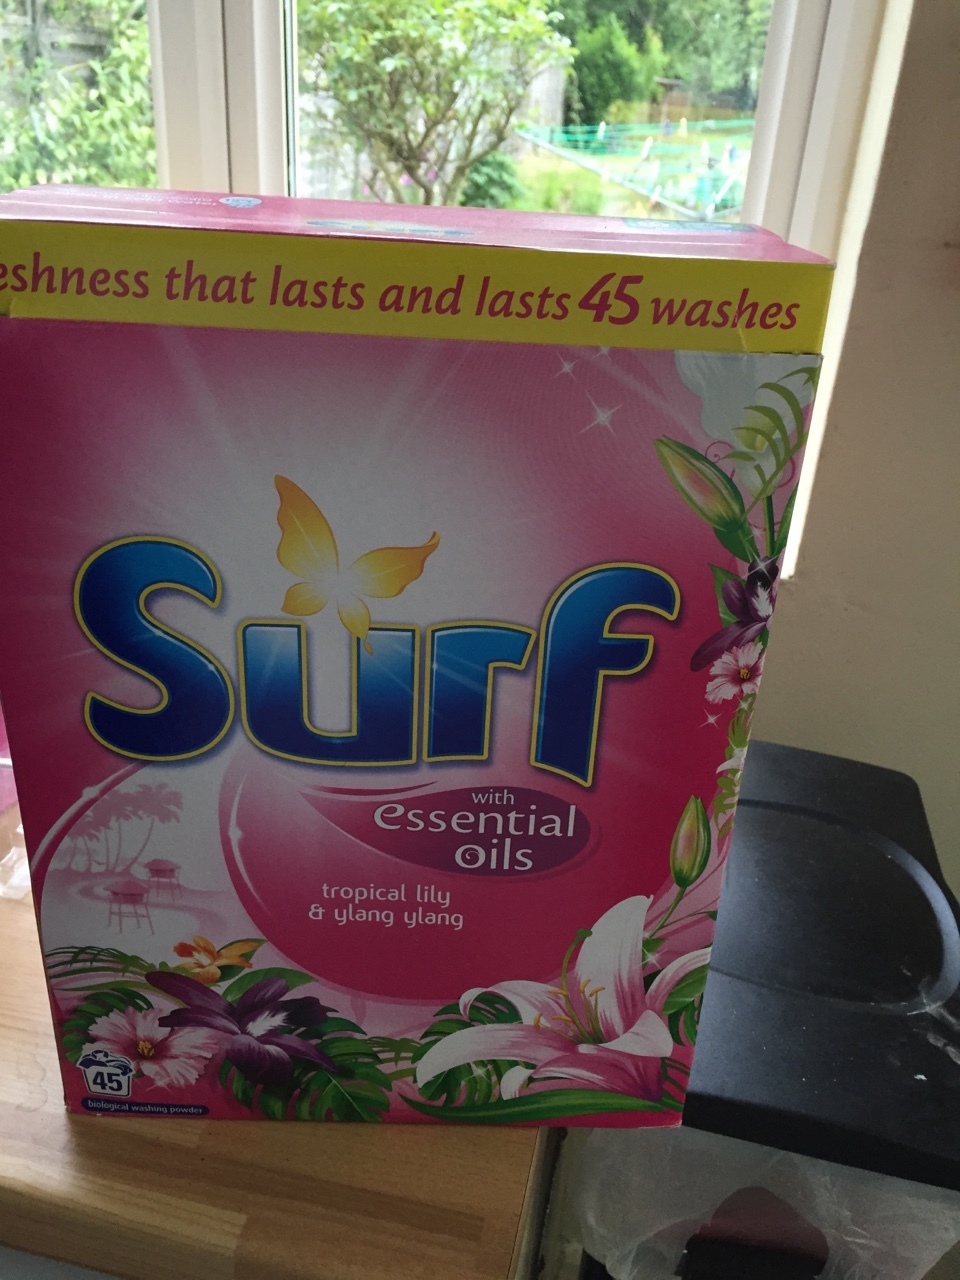 eshness that lasts and lasts 45 washes
Surf
with
essential
oils
tropical lily
& ylang ylang
45
biological washing powder